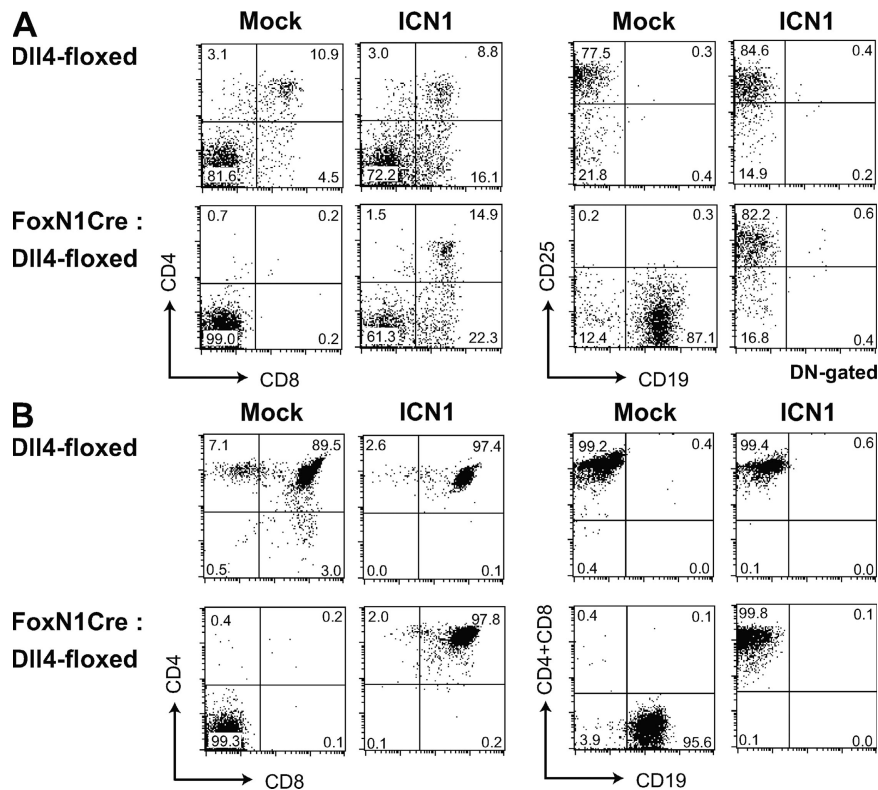 A
Mock
ICN1
Mock
ICN1
Dll4-floxed
3.1
10.9
81.6
4.5
3.0
8.8
72.2
16.1
77.5
0.3
21.8
0.4
84.6
0.4
14.9
0.2
FoxN1Cre :
Dll4-floxed
0.7
0.2
99.0
0.2
1.5
14.9
61.3
22.3
0.2
0.3
12.4
87.1
82.2
0.6
16.8
0.4
CD4
CD8
CD25
CD19
DN-gated
B
Mock
ICN1
Mock
ICN1
Dll4-floxed
7.1
89.5
0.5
3.0
2.6
97.4
0.0
0.1
99.2
0.4
0.4
0.0
99.4
0.6
0.1
0.0
FoxN1Cre :
Dll4-floxed
0.4
0.2
99.3
0.1
2.0
97.8
0.1
0.2
0.4
0.1
3.9
95.6
99.8
0.1
0.1
0.0
CD4
CD8
CD4+CD8
CD19